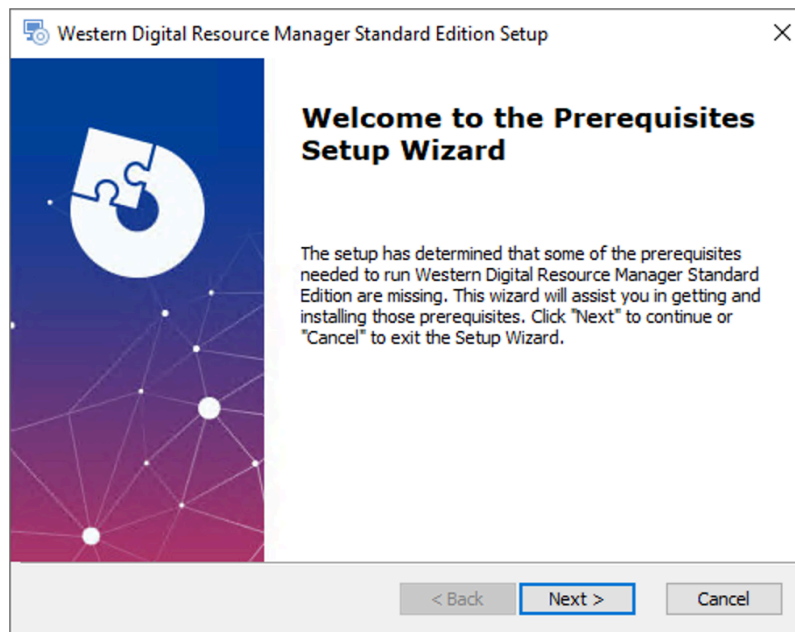 Western Digital Resource Manager Standard Edition Setup
Welcome to the Prerequisites
Setup Wizard
The setup has determined that some of the prerequisites
needed to run Western Digital Resource Manager Standard
Edition are missing. This wizard will assist you in getting and
installing those prerequisites. Click "Next" to continue or
"Cancel" to exit the Setup Wizard.
< Back Next > Cancel